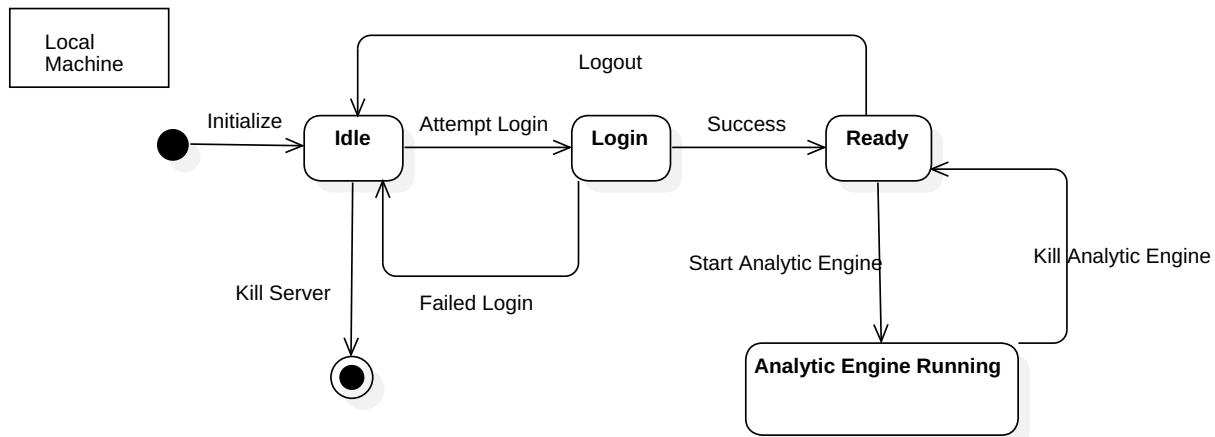 Local
Machine
Logout
Initialize
Idle
Attempt Login
Login
Success
Ready
Start Analytic Engine
Kill Analytic Engine
Kill Server
Failed Login
Analytic Engine Running